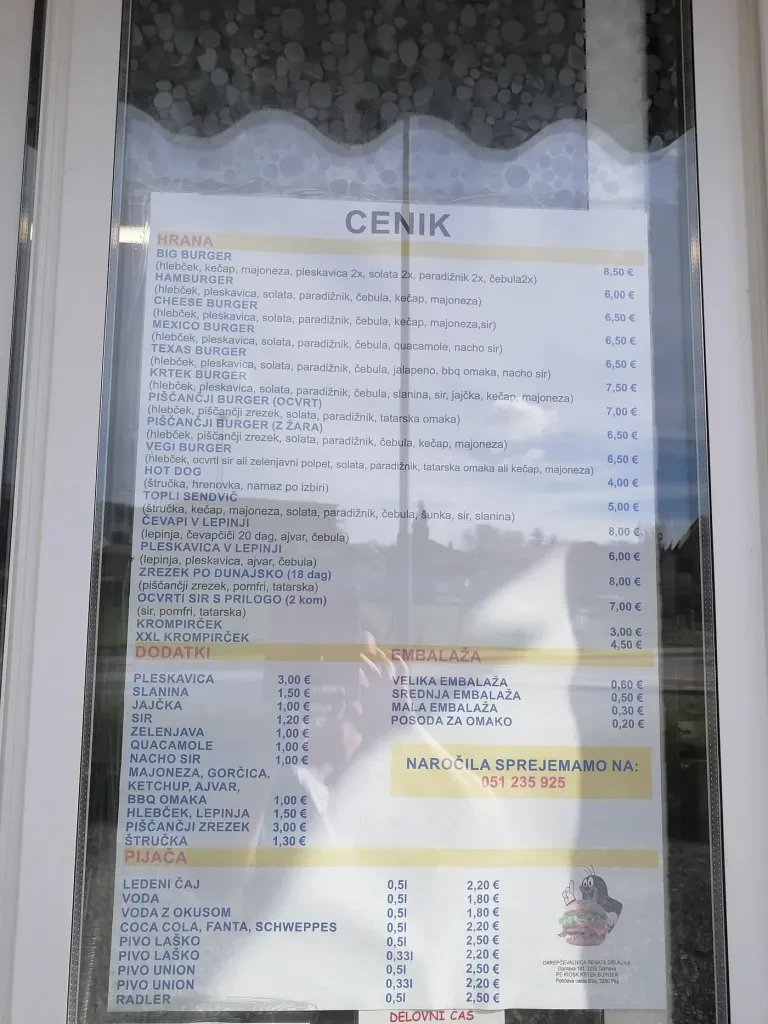 CENIK
HRANA
BIG BURGER
(hlebček, kečap, majoneza, pleskavica 2x, solata 2x, paradižnik 2x, čebula2x) 8,50 €
HAMBURGER
(hlebček, pleskavica, solata, paradižnik, čebula, kečap, majoneza) 6,00 €
CHEESE BURGER
(hlebček, pleskavica, solata, paradižnik, čebula, kečap, majoneza,sir) 6,50 €
MEXICO BURGER
(hlebček, pleskavica, solata, paradižnik, čebula, quacamole, nacho sir) 6,50 €
TEXAS BURGER
(hlebček, pleskavica, solata, paradižnik, čebula, jalapeno, bbq omaka, nacho sir) 6,50 €
KRTEK BURGER
(hlebček, pleskavica, solata, paradižnik, čebula, slanina, sir, jajčka, kečap, majoneza) 7,50 €
PIŠČANČJI BURGER (OCVRT)
(hlebček, piščančji zrezek, solata, paradižnik, tatarska omaka) 7,00 €
PIŠČANČJI BURGER (Z ŽARA)
(hlebček, piščančji zrezek, solata, paradižnik, čebula, kečap, majoneza) 6,50 €
VEGI BURGER
(hlebček, ocvrti sir ali zelenjavni polpet, solata, paradižnik, tatarska omaka ali kečap, majoneza) 6,50 €
HOT DOG
(štručka, hrenovka, namaz po izbiri) 4,00 €
TOPLI SENDVIČ
(štručka, kečap, majoneza, solata, paradižnik, čebula, šunka, sir, slanina) 5,00 €
ČEVAPI V LEPINJI
(lepinja, čevapčiči 20 dag, ajvar, čebula) 8,00 €
PLESKAVICA V LEPINJI
(lepinja, pleskavica, ajvar, čebula) 6,00 €
ZREZEK PO DUNAJSKO (18 dag)
(piščančji zrezek, pomfri, tatarska) 8,00 €
OCVRTI SIR S PRILOGO (2 kom)
(sir, pomfri, tatarska) 7,00 €
KROMPIRČEK 3,00 €
XXL KROMPIRČEK 4,50 €
DODATKI
PLESKAVICA 3,00 €
SLANINA 1,50 €
JAJČKA 1,00 €
SIR 1,20 €
ZELENJAVA 1,00 €
QUACAMOLE 1,00 €
NACHO SIR 1,00 €
MAJONEZA, GORČICA,
KETCHUP, AJVAR,
BBQ OMAKA 1,00 €
HLEBČEK, LEPINJA 1,50 €
PIŠČANČJI ZREZEK 3,00 €
ŠTRUČKA 1,30 €
EMBALAŽA
VELIKA EMBALAŽA 0,60 €
SREDNJA EMBALAŽA 0,50 €
MALA EMBALAŽA 0,30 €
POSODA ZA OMAKO 0,20 €
NAROČILA SPREJEMAMO NA:
051 235 925
PIJAČA
LEDENI ČAJ 0,5l 2,20 €
VODA 0,5l 1,80 €
VODA Z OKUSOM 0,5l 1,80 €
COCA COLA, FANTA, SCHWEPPES 0,5l 2,20 €
PIVO LAŠKO 0,5l 2,50 €
PIVO LAŠKO 0,33l 2,20 €
PIVO UNION 0,5l 2,50 €
PIVO UNION 0,33l 2,20 €
RADLER 0,5l 2,50 €
OKREPČEVALNICA RENATA
PE KIOSK KRTEK BURGER
DELOVNI ČAS